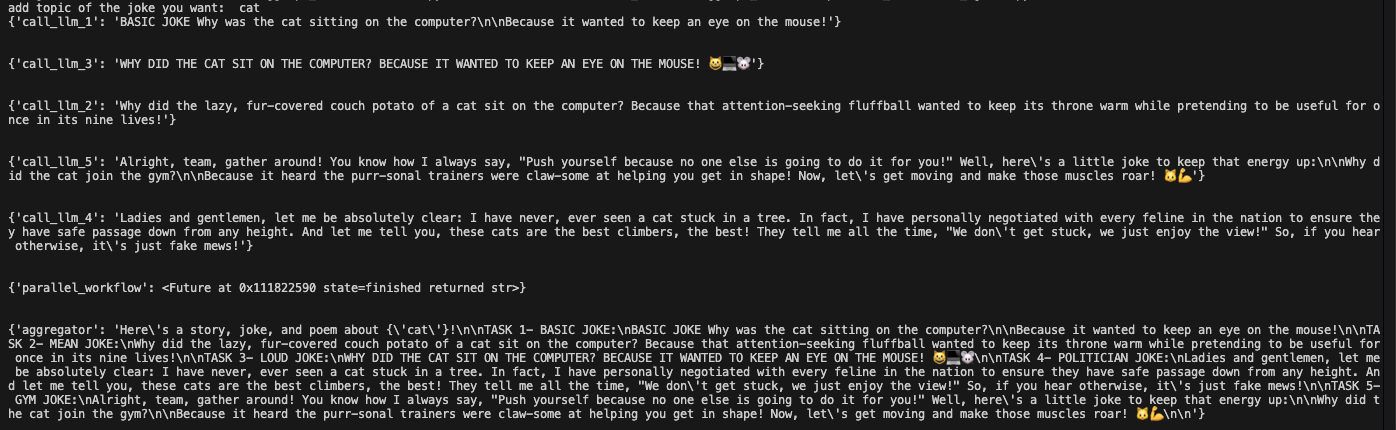 add topic of the joke you want:  cat
{'call_llm_1': 'BASIC JOKE Why was the cat sitting on the computer?\n\nBecause it wanted to keep an eye on the mouse!'}
{'call_llm_3': 'WHY DID THE CAT SIT ON THE COMPUTER? BECAUSE IT WANTED TO KEEP AN EYE ON THE MOUSE! 😺💻🐭'}
{'call_llm_2': 'Why did the lazy, fur-covered couch potato of a cat sit on the computer? Because that attention-seeking fluffball wanted to keep its throne warm while pretending to be useful for o
nce in its nine lives!'}
{'call_llm_5': 'Alright, team, gather around! You know how I always say, "Push yourself because no one else is going to do it for you!" Well, here\'s a little joke to keep that energy up:\n\nWhy d
id the cat join the gym?\n\nBecause it heard the purr-sonal trainers were claw-some at helping you get in shape! Now, let\'s get moving and make those muscles roar! 🐱💪'}
{'call_llm_4': 'Ladies and gentlemen, let me be absolutely clear: I have never, ever seen a cat stuck in a tree. In fact, I have personally negotiated with every feline in the nation to ensure the
y have safe passage down from any height. And let me tell you, these cats are the best climbers, the best! They tell me all the time, "We don\'t get stuck, we just enjoy the view!" So, if you hear
 otherwise, it\'s just fake mews!'}
{'parallel_workflow': <Future at 0x111822590 state=finished returned str>}
{'aggregator': 'Here\'s a story, joke, and poem about {\'cat\'}!\n\nTASK 1- BASIC JOKE:\nBASIC JOKE Why was the cat sitting on the computer?\n\nBecause it wanted to keep an eye on the mouse!\n\nTA
SK 2- MEAN JOKE:\nWhy did the lazy, fur-covered couch potato of a cat sit on the computer? Because that attention-seeking fluffball wanted to keep its throne warm while pretending to be useful for
 once in its nine lives!\n\nTASK 3- LOUD JOKE:\nWHY DID THE CAT SIT ON THE COMPUTER? BECAUSE IT WANTED TO KEEP AN EYE ON THE MOUSE! 😺💻🐭\n\nTASK 4- POLITICIAN JOKE:\nLadies and gentlemen, let me
 be absolutely clear: I have never, ever seen a cat stuck in a tree. In fact, I have personally negotiated with every feline in the nation to ensure they have safe passage down from any height. An
d let me tell you, these cats are the best climbers, the best! They tell me all the time, "We don\'t get stuck, we just enjoy the view!" So, if you hear otherwise, it\'s just fake mews!\n\nTASK 5-
 GYM JOKE:\nAlright, team, gather around! You know how I always say, "Push yourself because no one else is going to do it for you!" Well, here\'s a little joke to keep that energy up:\n\nWhy did t
he cat join the gym?\n\nBecause it heard the purr-sonal trainers were claw-some at helping you get in shape! Now, let\'s get moving and make those muscles roar! 🐱💪\n\n'}